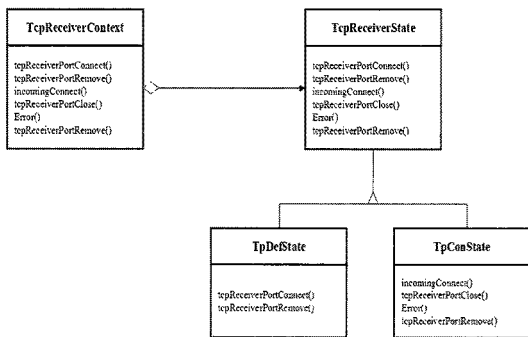 TcpReceiverContext
tcpReceiverPortConnect()
tcpReceiverPortRemove()
incomingConnect()
tcpReceiverPortClose()
Error()
tcpReceiverPortRemove()
TcpReceiverState
tcpReceiverPortConnect()
tcpReceiverPortRemove()
incomingConnect()
tcpReceiverPortClose()
Error()
tcpReceiverPortRemove()
TpDefState
tcpReceiverPortConnect()
tcpReceiverPortRemove()
TpConState
incomingConnect()
tcpReceiverPortClose()
Error()
tcpReceiverPortRemove()